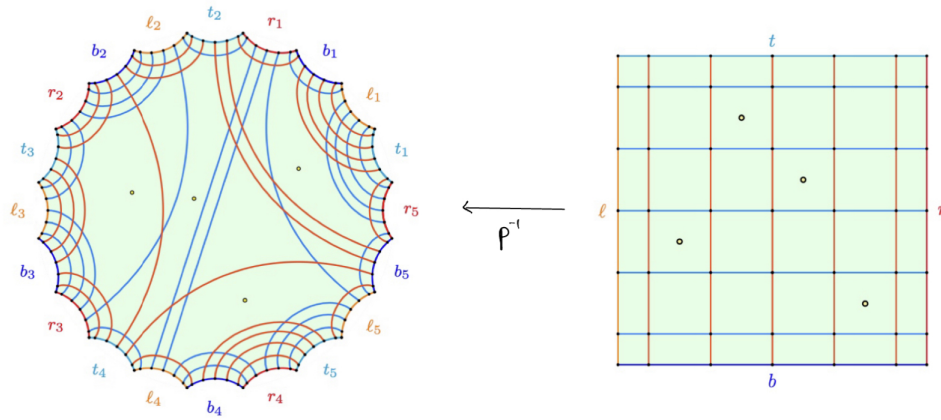 t₂
ℓ₂ r₁
b₂ b₁
r₂ ℓ₁
t₃ t₁
ℓ₃ r₅
b₃ b₅
r₃ ℓ₅
t₄ t₅
ℓ₄ r₄
b₄
P⁻¹
t
ℓ r
b